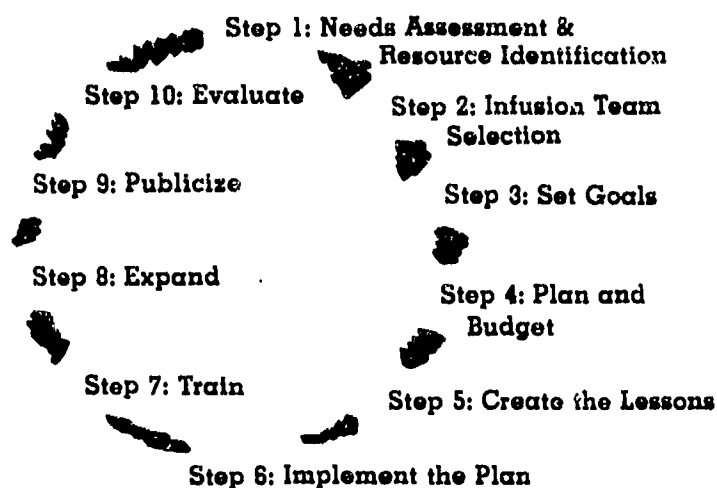 Step 1: Needs Assessment &
Resource Identification
Step 2: Infusion Team
Selection
Step 3: Set Goals
Step 4: Plan and
Budget
Step 5: Create the Lessons
Step 6: Implement the Plan
Step 7: Train
Step 8: Expand
Step 9: Publicize
Step 10: Evaluate